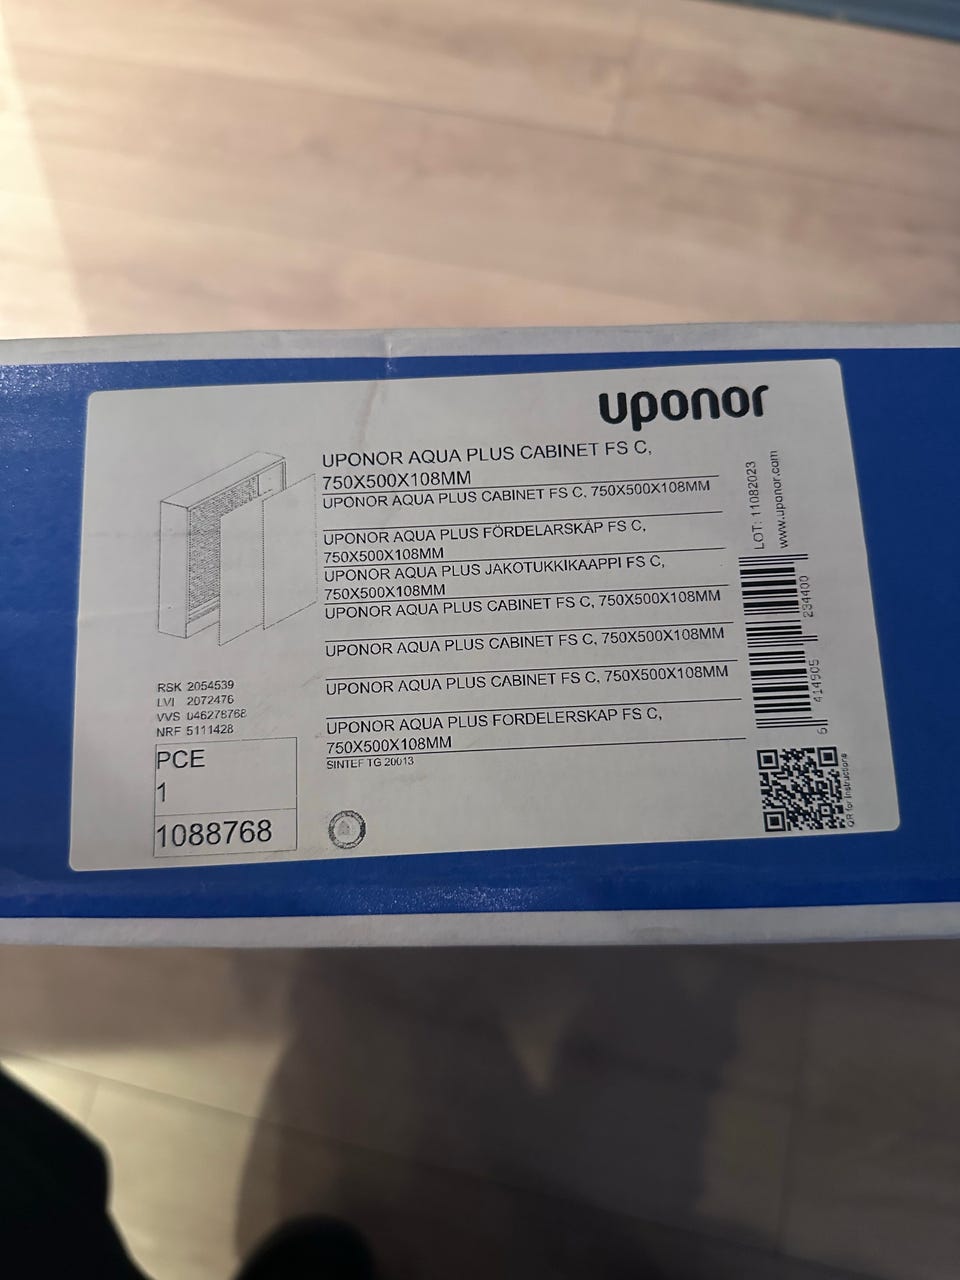 uponor
UPONOR AQUA PLUS CABINET FS C,
750X500X108MM
UPONOR AQUA PLUS CABINET FS C, 750X500X108MM
UPONOR AQUA PLUS FÖRDELARSKÅP FS C,
750X500X108MM
UPONOR AQUA PLUS JAKOTUKKIKAAPPI FS C,
750X500X108MM
UPONOR AQUA PLUS CABINET FS C, 750X500X108MM
UPONOR AQUA PLUS CABINET FS C, 750X500X108MM
UPONOR AQUA PLUS CABINET FS C, 750X500X108MM
UPONOR AQUA PLUS FORDELERSKAP FS C,
750X500X108MM
SINTEF TG 20013
RSK 2054539
LVI 2072476
VVS 046278768
NRF 5111428
PCE
1
1088768
LOT: 11082023
www.uponor.com
6 414905 234400
QR for Instructions